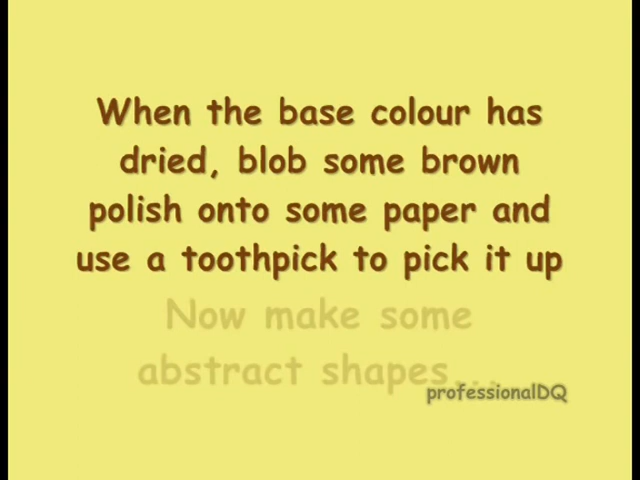 When the base colour has
dried, blob some brown
polish onto some paper and
use a toothpick to pick it up
Now make some
abstract shapes...
professionalDQ